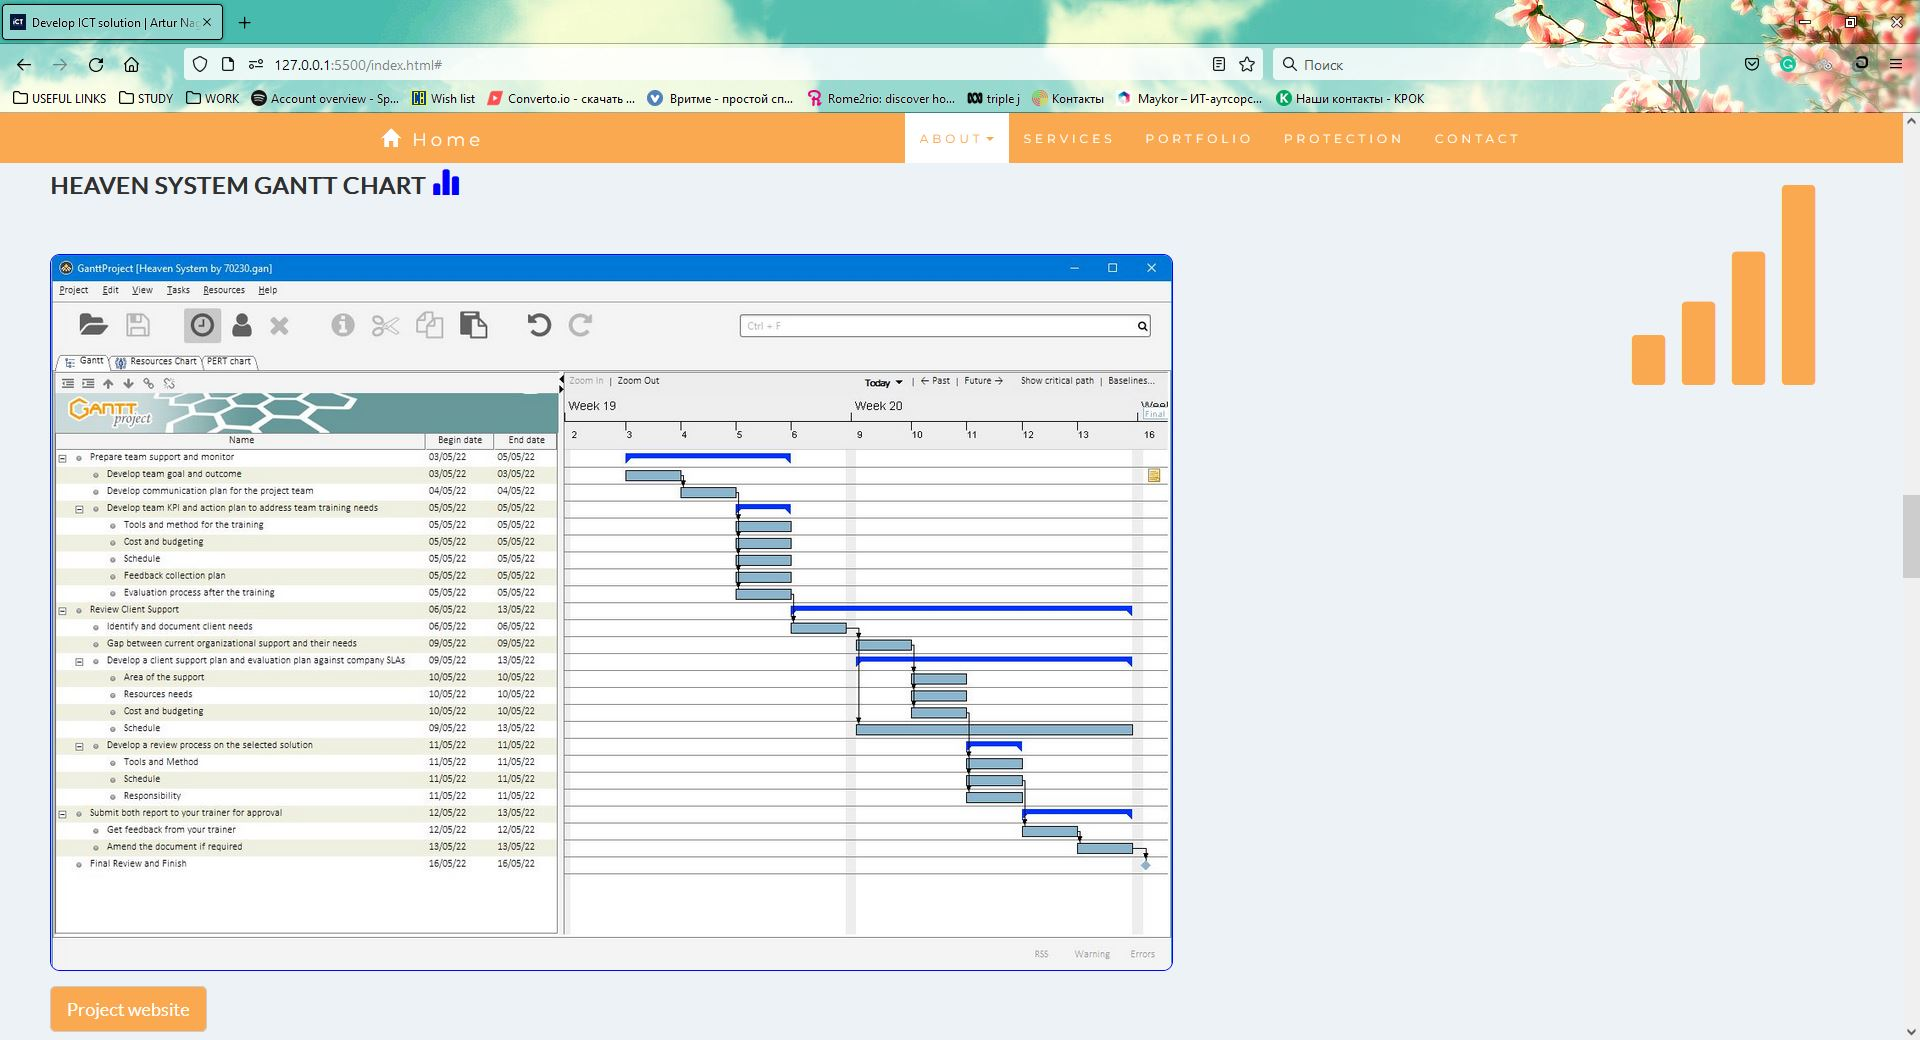 iCT Develop ICT solution | Artur Nag
127.0.0.1:5500/index.html#
Поиск
USEFUL LINKS STUDY WORK Account overview - Sp... Wish list Converto.io - скачать ... Вритме - простой сп... Rome2rio: discover ho... triple j Контакты Maykor – ИТ-аутсорс... Наши контакты - КРОК
Home ABOUT SERVICES PORTFOLIO PROTECTION CONTACT
HEAVEN SYSTEM GANTT CHART
GanttProject [Heaven System by 70230.gan]
Project Edit View Tasks Resources Help
Ctrl + F
Gantt Resources Chart PERT chart
Zoom In | Zoom Out Today | ← Past | Future → Show critical path | Baselines...
GANTT project
Week 19 Week 20
Final
Name Begin date End date
2 3 4 5 6 9 10 11 12 13 16
Prepare team support and monitor 03/05/22 05/05/22
Develop team goal and outcome 03/05/22 03/05/22
Develop communication plan for the project team 04/05/22 04/05/22
Develop team KPI and action plan to address team training needs 05/05/22 05/05/22
Tools and method for the training 05/05/22 05/05/22
Cost and budgeting 05/05/22 05/05/22
Schedule 05/05/22 05/05/22
Feedback collection plan 05/05/22 05/05/22
Evaluation process after the training 05/05/22 05/05/22
Review Client Support 06/05/22 13/05/22
Identify and document client needs 06/05/22 06/05/22
Gap between current organizational support and their needs 09/05/22 09/05/22
Develop a client support plan and evaluation plan against company SLAs 09/05/22 13/05/22
Area of the support 10/05/22 10/05/22
Resources needs 10/05/22 10/05/22
Cost and budgeting 10/05/22 10/05/22
Schedule 09/05/22 13/05/22
Develop a review process on the selected solution 11/05/22 11/05/22
Tools and Method 11/05/22 11/05/22
Schedule 11/05/22 11/05/22
Responsibility 11/05/22 11/05/22
Submit both report to your trainer for approval 12/05/22 13/05/22
Get feedback from your trainer 12/05/22 12/05/22
Amend the document if required 13/05/22 13/05/22
Final Review and Finish 16/05/22 16/05/22
RSS Warning Errors
Project website